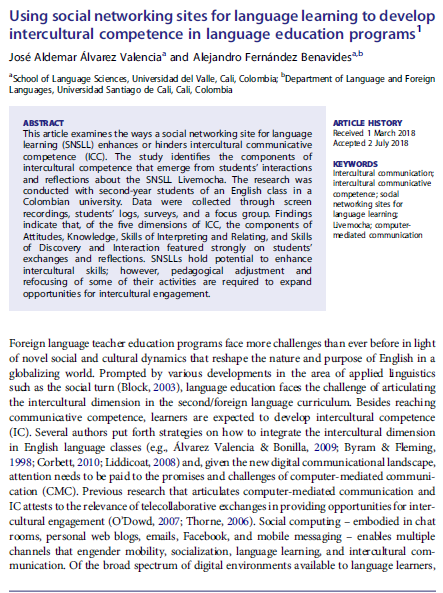 Using social networking sites for language learning to develop
intercultural competence in language education programs¹
José Aldemar Álvarez Valenciaᵃ and Alejandro Fernández Benavidesᵃ,ᵇ
ᵃSchool of Language Sciences, Universidad del Valle, Cali, Colombia; ᵇDepartment of Language and Foreign
Languages, Universidad Santiago de Cali, Cali, Colombia
ABSTRACT
This article examines the ways a social networking site for language
learning (SNSLL) enhances or hinders intercultural communicative
competence (ICC). The study identifies the components of
intercultural competence that emerge from students' interactions
and reflections about the SNSLL Livemocha. The research was
conducted with second-year students of an English class in a
Colombian university. Data were collected through screen
recordings, students' logs, surveys, and a focus group. Findings
indicate that, of the five dimensions of ICC, the components of
Attitudes, Knowledge, Skills of Interpreting and Relating, and Skills
of Discovery and Interaction featured strongly on students'
exchanges and reflections. SNSLLs hold potential to enhance
intercultural skills; however, pedagogical adjustment and
refocusing of some of their activities are required to expand
opportunities for intercultural engagement.
ARTICLE HISTORY
Received 1 March 2018
Accepted 2 July 2018
KEYWORDS
Intercultural communication;
intercultural communicative
competence; social
networking sites for
language learning;
Livemocha; computer-
mediated communication
Foreign language teacher education programs face more challenges than ever before in light
of novel social and cultural dynamics that reshape the nature and purpose of English in a
globalizing world. Prompted by various developments in the area of applied linguistics
such as the social turn (Block, 2003), language education faces the challenge of articulating
the intercultural dimension in the second/foreign language curriculum. Besides reaching
communicative competence, learners are expected to develop intercultural competence
(IC). Several authors put forth strategies on how to integrate the intercultural dimension
in English language classes (e.g., Álvarez Valencia & Bonilla, 2009; Byram & Fleming,
1998; Corbett, 2010; Liddicoat, 2008) and, given the new digital communicational landscape,
attention needs to be paid to the promises and challenges of computer-mediated communi-
cation (CMC). Previous research that articulates computer-mediated communication and
IC attests to the relevance of telecollaborative exchanges in providing opportunities for inter-
cultural engagement (O'Dowd, 2007; Thorne, 2006). Social computing – embodied in chat
rooms, personal web blogs, emails, Facebook, and mobile messaging – enables multiple
channels that engender mobility, socialization, language learning, and intercultural com-
munication. Of the broad spectrum of digital environments available to language learners,